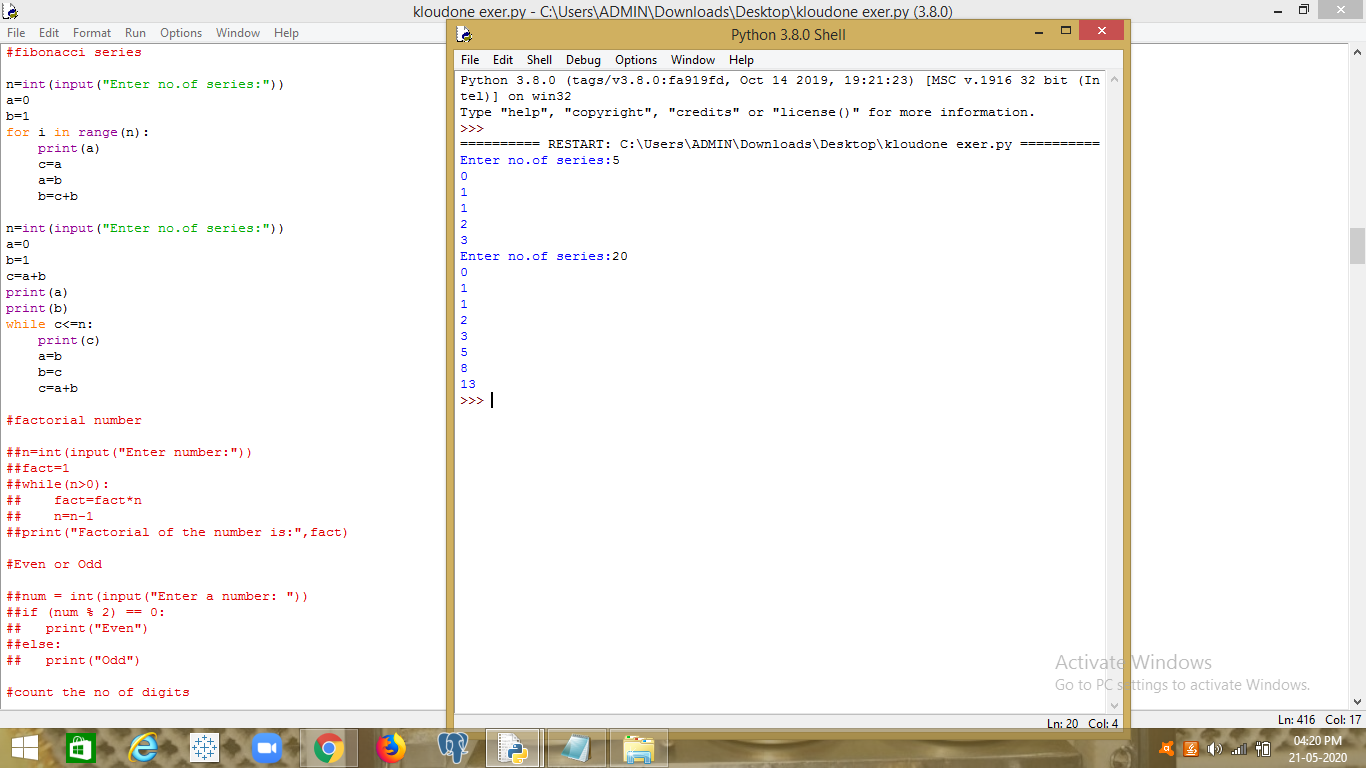 kloudone exer.py - C:\Users\ADMIN\Downloads\Desktop\kloudone exer.py (3.8.0)
File Edit Format Run Options Window Help
#fibonacci series
n=int(input("Enter no.of series:"))
a=0
b=1
for i in range(n):
    print(a)
    c=a
    a=b
    b=c+b
n=int(input("Enter no.of series:"))
a=0
b=1
c=a+b
print(a)
print(b)
while c<=n:
    print(c)
    a=b
    b=c
    c=a+b
#factorial number
##n=int(input("Enter number:"))
##fact=1
##while(n>0):
##    fact=fact*n
##    n=n-1
##print("Factorial of the number is:",fact)
#Even or Odd
##num = int(input("Enter a number: "))
##if (num % 2) == 0:
##   print("Even")
##else:
##   print("Odd")
#count the no of digits
Python 3.8.0 Shell
File Edit Shell Debug Options Window Help
Python 3.8.0 (tags/v3.8.0:fa919fd, Oct 14 2019, 19:21:23) [MSC v.1916 32 bit (In
tel)] on win32
Type "help", "copyright", "credits" or "license()" for more information.
>>>
========== RESTART: C:\Users\ADMIN\Downloads\Desktop\kloudone exer.py ==========
Enter no.of series:5
0
1
1
2
3
Enter no.of series:20
0
1
1
2
3
5
8
13
>>>
Activate Windows
Go to PC settings to activate Windows.
Ln: 20 Col: 4
Ln: 416 Col: 17
04:20 PM
21-05-2020